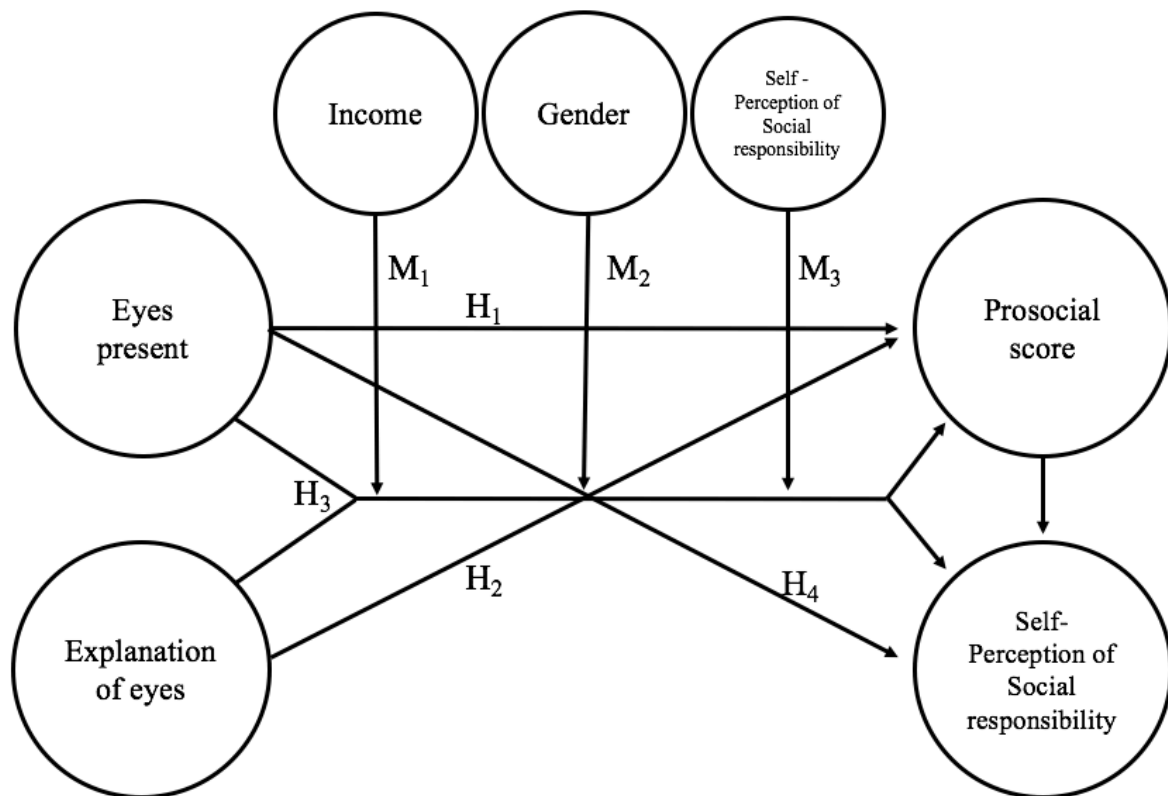 Income
Gender
Self -
Perception of
Social
responsibility
M₁
M₂
M₃
Eyes
present
H₁
Prosocial
score
H₃
H₂
H₄
Explanation
of eyes
Self-
Perception of
Social
responsibility